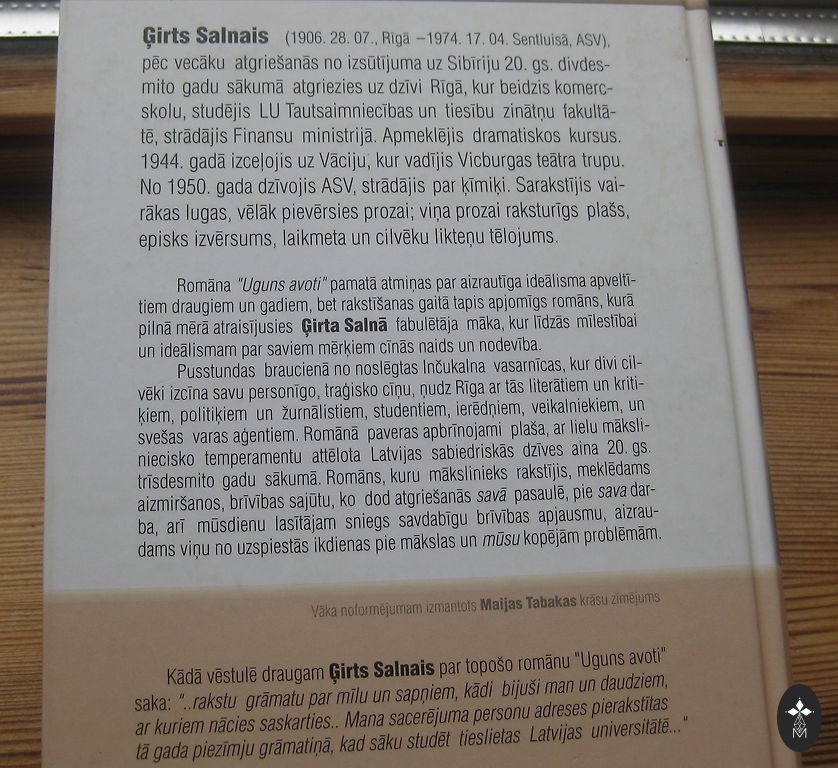 Ģirts Salnais (1906. 28. 07., Rīgā –1974. 17. 04. Sentluisā, ASV),
pēc vecāku atgriešanās no izsūtījuma uz Sibīriju 20. gs. divdes-
mito gadu sākumā atgriezies uz dzīvi Rīgā, kur beidzis komerc-
skolu, studējis LU Tautsaimniecības un tiesību zinātņu fakultā-
tē, strādājis Finansu ministrijā. Apmeklējis dramatiskos kursus.
1944. gadā izceļojis uz Vāciju, kur vadījis Vicburgas teātra trupu.
No 1950. gada dzīvojis ASV, strādājis par ķīmiķi. Sarakstījis vai-
rākas lugas, vēlāk pievērsies prozai; viņa prozai raksturīgs plašs,
episks izvērsums, laikmeta un cilvēku likteņu tēlojums.
Romāna "Uguns avoti" pamatā atmiņas par aizrautīga ideālisma apveltī-
tiem draugiem un gadiem, bet rakstīšanas gaitā tapis apjomīgs romāns, kurā
pilnā mērā atraisījusies Ģirta Salnā fabulētāja māka, kur līdzās mīlestībai
un ideālismam par saviem mērķiem cīnās naids un nodevība.
Pusstundas braucienā no noslēgtas Inčukalna vasarnīcas, kur divi cil-
vēki izcīna savu personīgo, traģisko cīņu, ņudz Rīga ar tās literātiem un kriti-
ķiem, politiķiem un žurnālistiem, studentiem, ierēdņiem, veikalniekiem, un
svešas varas aģentiem. Romānā paveras apbrīnojami plaša, ar lielu māksli-
niecisko temperamentu attēlota Latvijas sabiedriskās dzīves aina 20. gs.
trīsdesmito gadu sākumā. Romāns, kuru mākslinieks rakstījis, meklēdams
aizmiršanos, brīvības sajūtu, ko dod atgriešanās savā pasaulē, pie sava dar-
ba, arī mūsdienu lasītājam sniegs savdabīgu brīvības apjausmu, aizrau-
dams viņu no uzspiestās ikdienas pie mākslas un mūsu kopējām problēmām.
Vāka noformējumam izmantots Maijas Tabakas krāsu zīmējums
Kādā vēstulē draugam Ģirts Salnais par topošo romānu "Uguns avoti"
saka: "..rakstu grāmatu par mīlu un sapņiem, kādi bijuši man un daudziem,
ar kuriem nācies saskarties.. Mana sacerējuma personu adreses pierakstītas
tā gada piezīmju grāmatiņā, kad sāku studēt tieslietas Latvijas universitātē..."